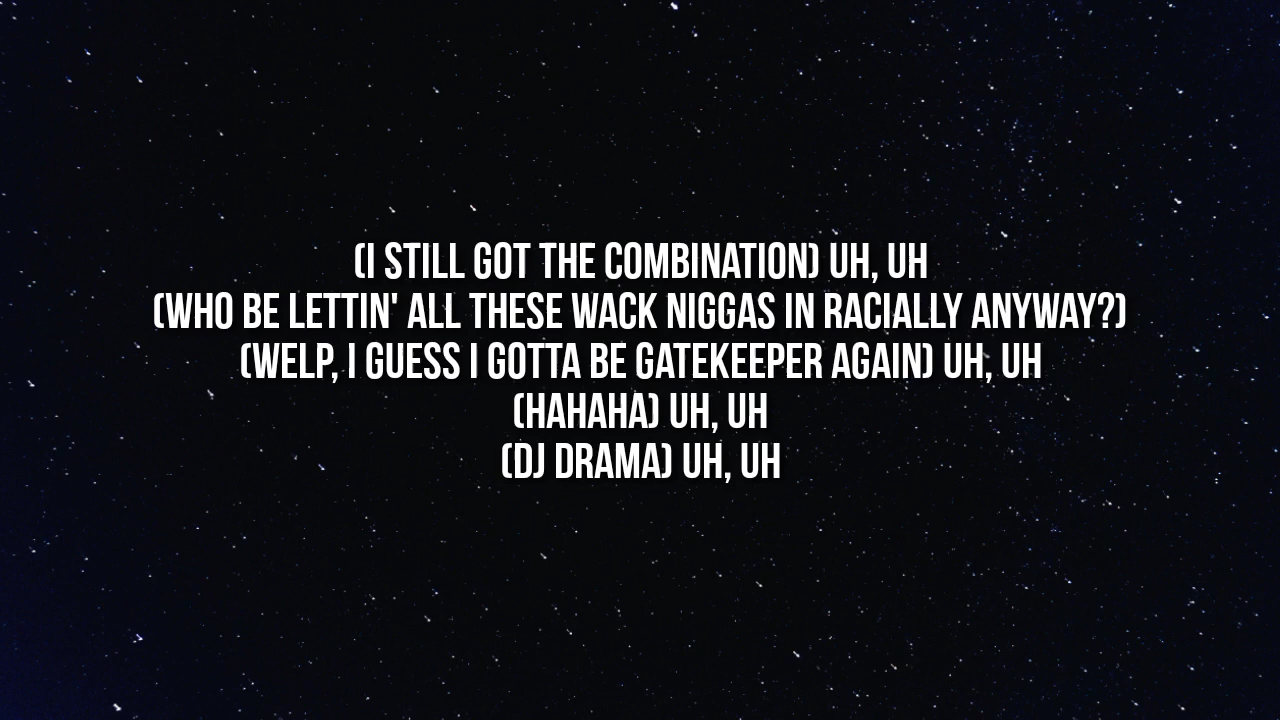 (I STILL GOT THE COMBINATION) UH, UH
(WHO BE LETTIN' ALL THESE WACK NIGGAS IN RACIALLY ANYWAY?)
(WELP, I GUESS I GOTTA BE GATEKEEPER AGAIN) UH, UH
(HAHAHA) UH, UH
(DJ DRAMA) UH, UH